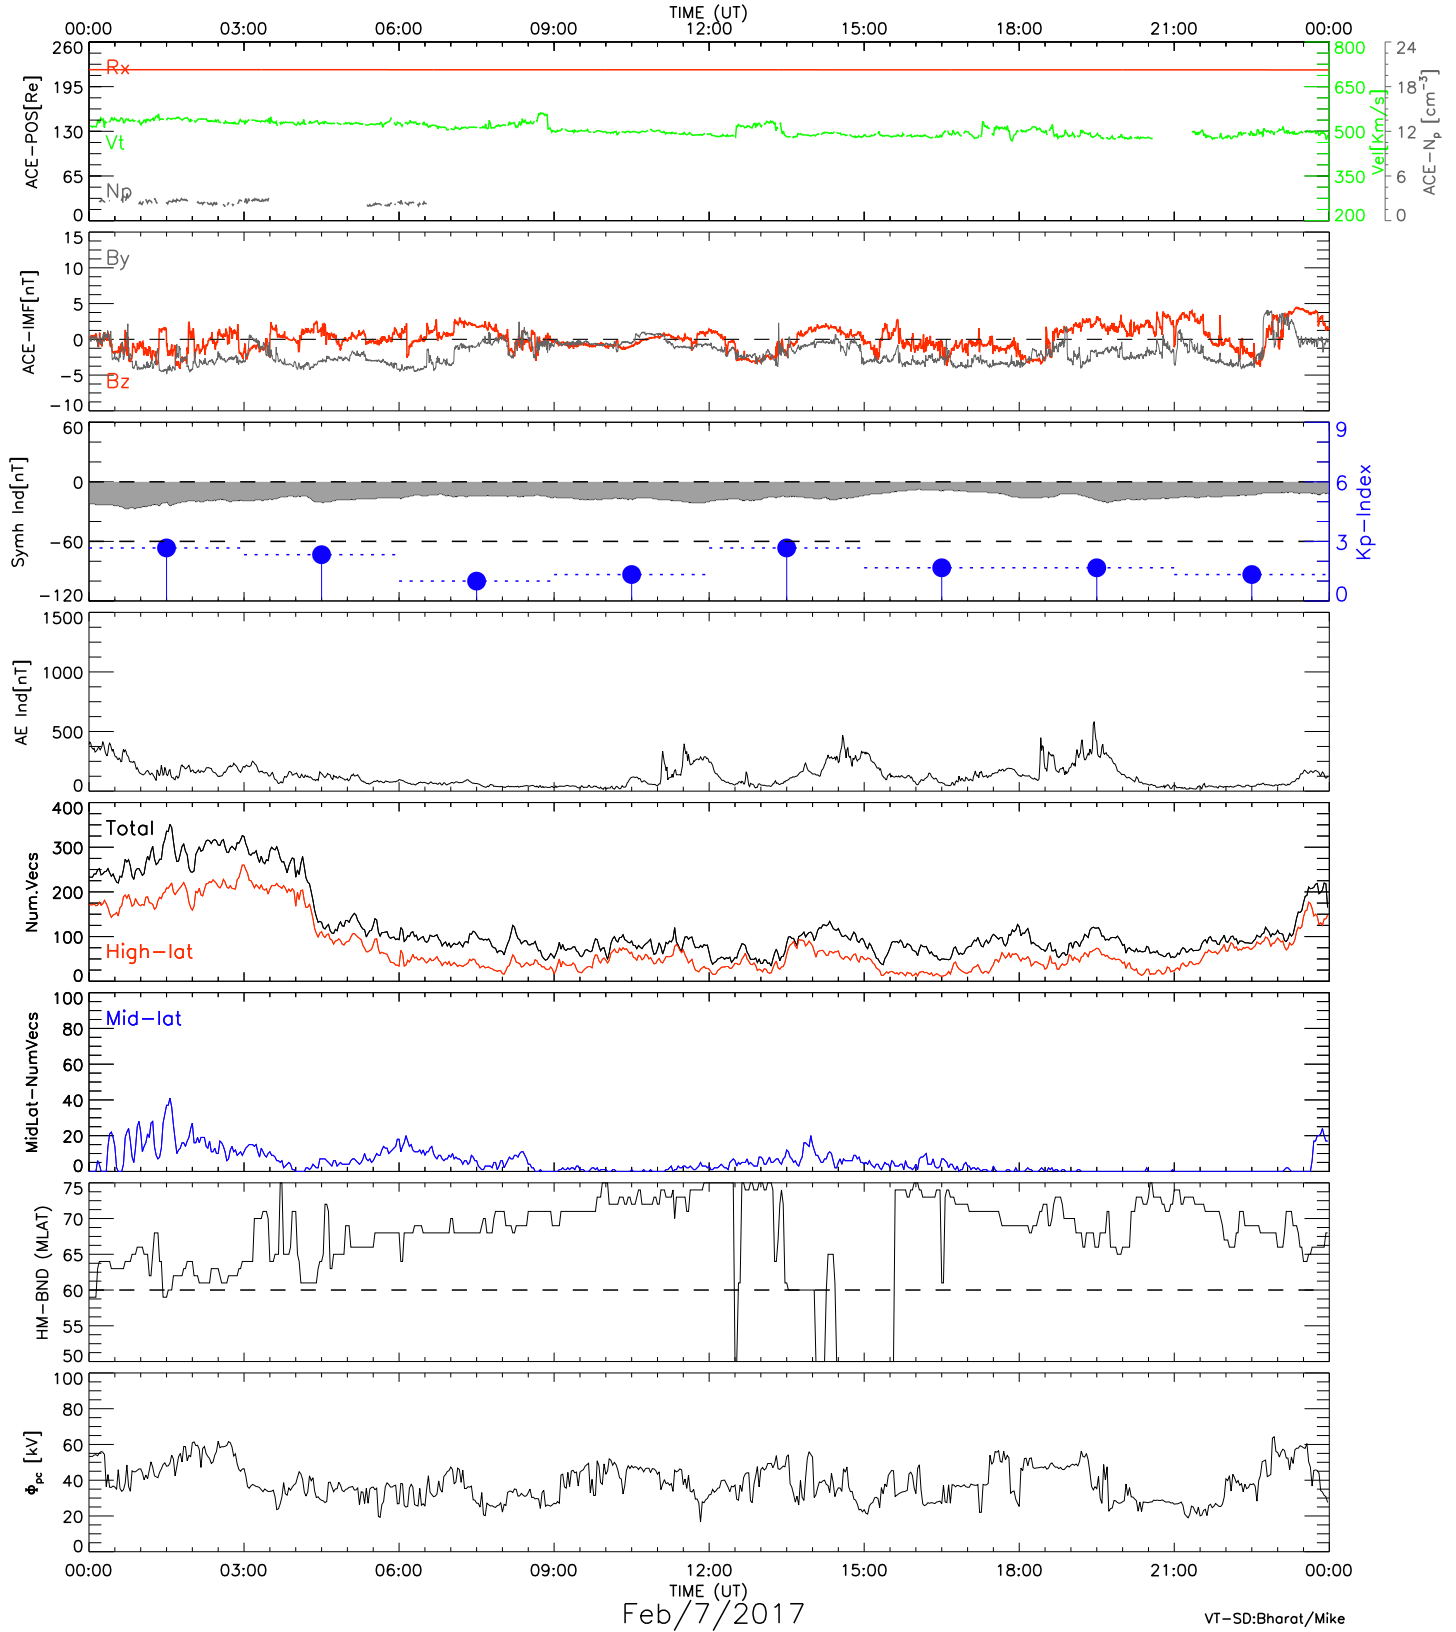 TIME (UT)
00:00 03:00 06:00 09:00 12:00 15:00 18:00 21:00 00:00
260 195 130 65 0
ACE-POS[Re]
Rx
Vt
Np
800 650 500 350 200
Vel[Km/s]
24 18 12 6 0
ACE-Np [cm-3]
15 10 5 0 -5 -10
ACE-IMF[nT]
By
Bz
60 0 -60 -120
Symh Ind[nT]
9 6 3 0
Kp-Index
1500 1000 500 0
AE Ind[nT]
400 300 200 100 0
Num.Vecs
Total
High-lat
100 80 60 40 20 0
MidLat-NumVecs
Mid-lat
75 70 65 60 55 50
HM-BND (MLAT)
100 80 60 40 20 0
Φpc [kV]
00:00 03:00 06:00 09:00 12:00 15:00 18:00 21:00 00:00
TIME (UT)
Feb/7/2017
VT-SD:Bharat/Mike